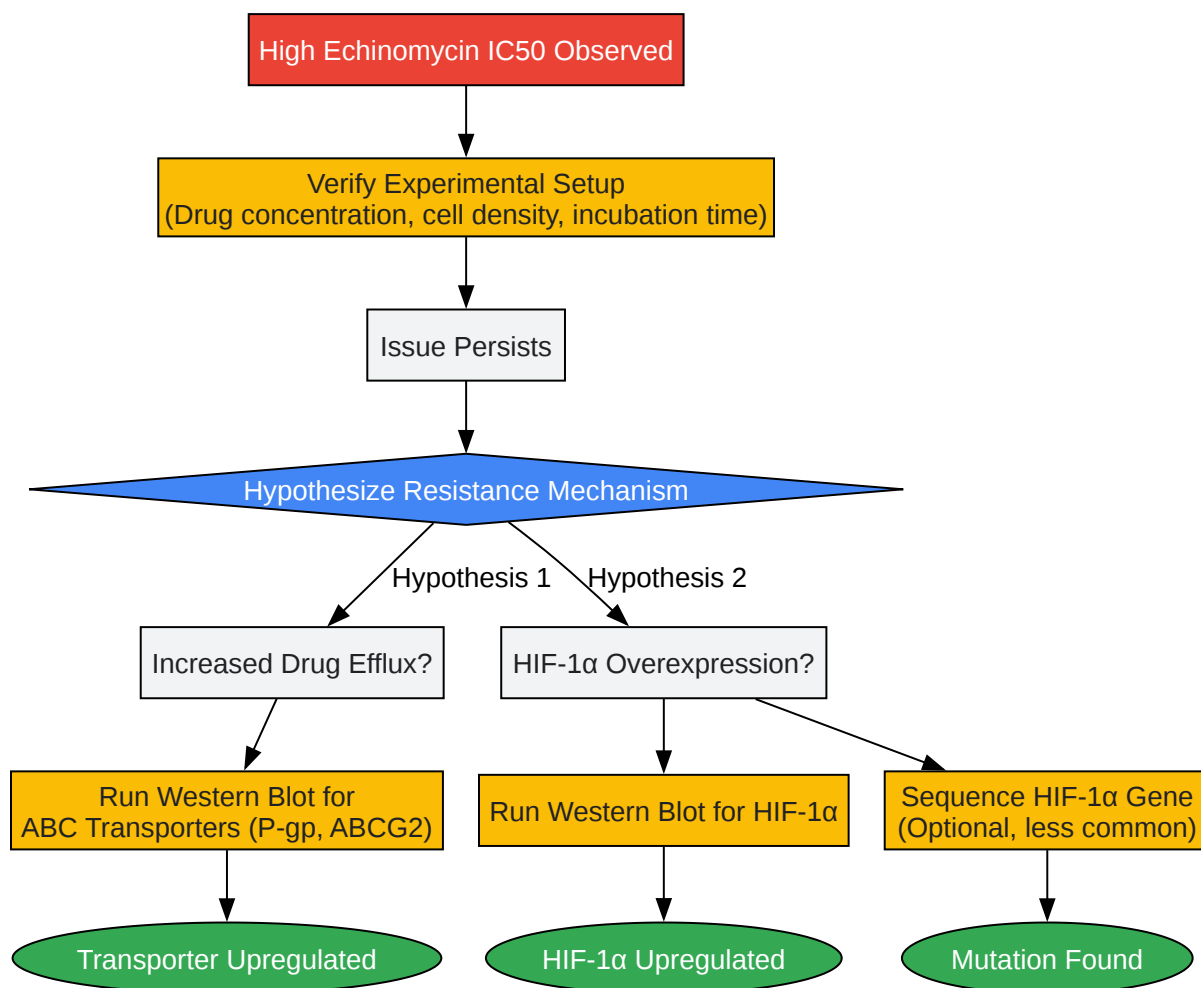 High Echinomycin IC50 Observed
Verify Experimental Setup
(Drug concentration, cell density, incubation time)
Issue Persists
Hypothesize Resistance Mechanism
Hypothesis 1
Hypothesis 2
Increased Drug Efflux?
HIF-1α Overexpression?
Run Western Blot for
ABC Transporters (P-gp, ABCG2)
Run Western Blot for HIF-1α
Sequence HIF-1α Gene
(Optional, less common)
Transporter Upregulated
HIF-1α Upregulated
Mutation Found